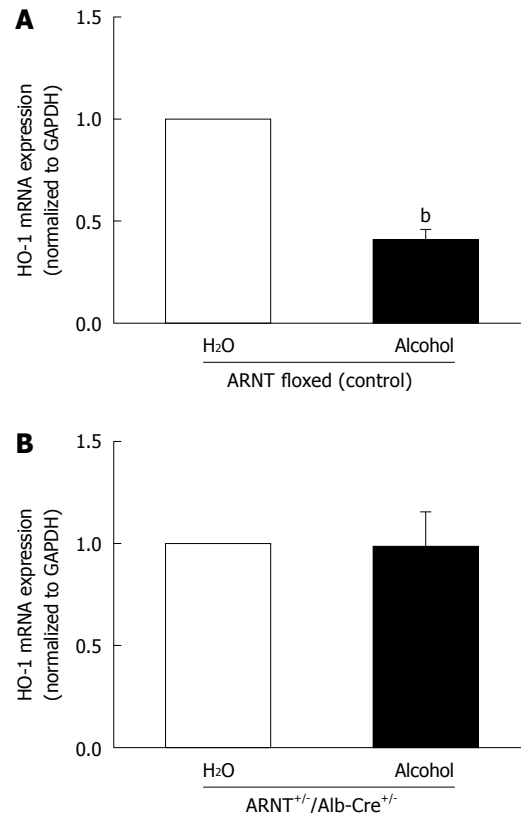 A
HO-1 mRNA expression
(normalized to GAPDH)
1.5
1.0
0.5
0.0
b
H₂O Alcohol
ARNT floxed (control)
B
HO-1 mRNA expression
(normalized to GAPDH)
1.5
1.0
0.5
0.0
H₂O Alcohol
ARNT⁺/⁻/Alb-Cre⁺/⁻